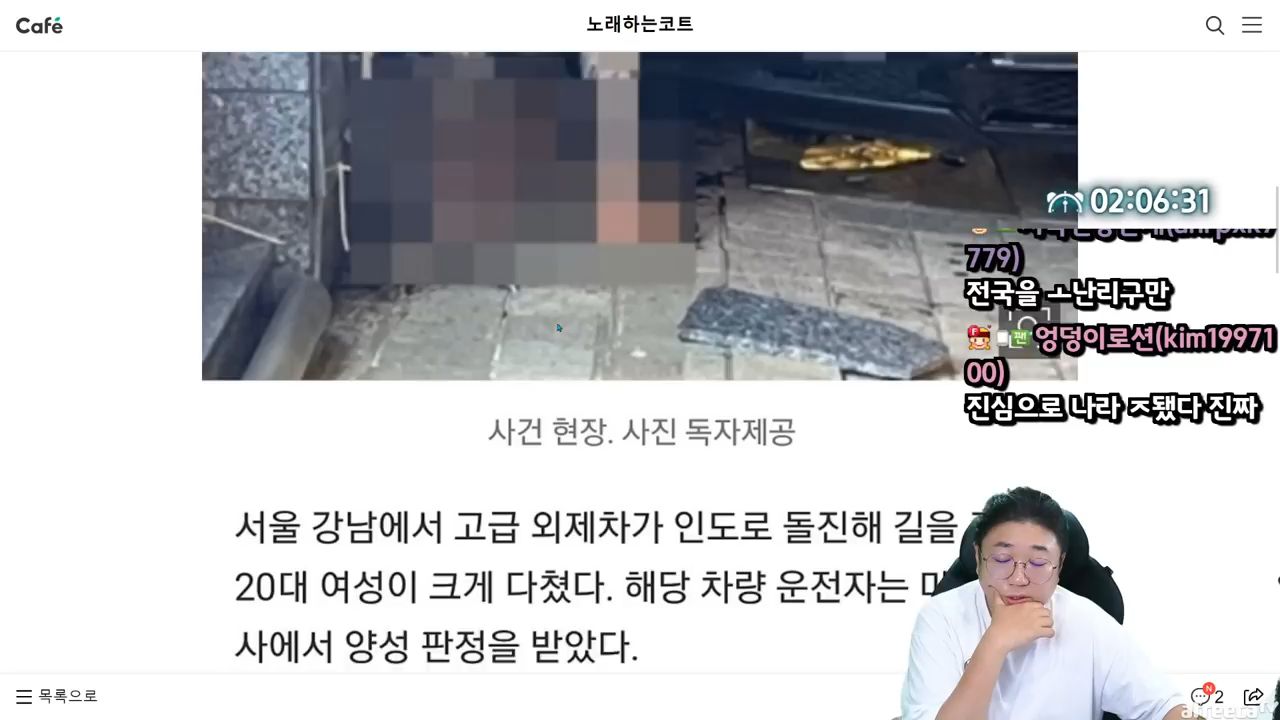 Café
노래하는코트
02:06:31
779)
전국을 ㅗ난리구만
팬 엉덩이로션(kim19971
00)
진심으로 나라 ㅈ됐다 진짜
사건 현장. 사진 독자제공
서울 강남에서 고급 외제차가 인도로 돌진해 길을
20대 여성이 크게 다쳤다. 해당 차량 운전자는
사에서 양성 판정을 받았다.
목록으로
N
2
afreeca